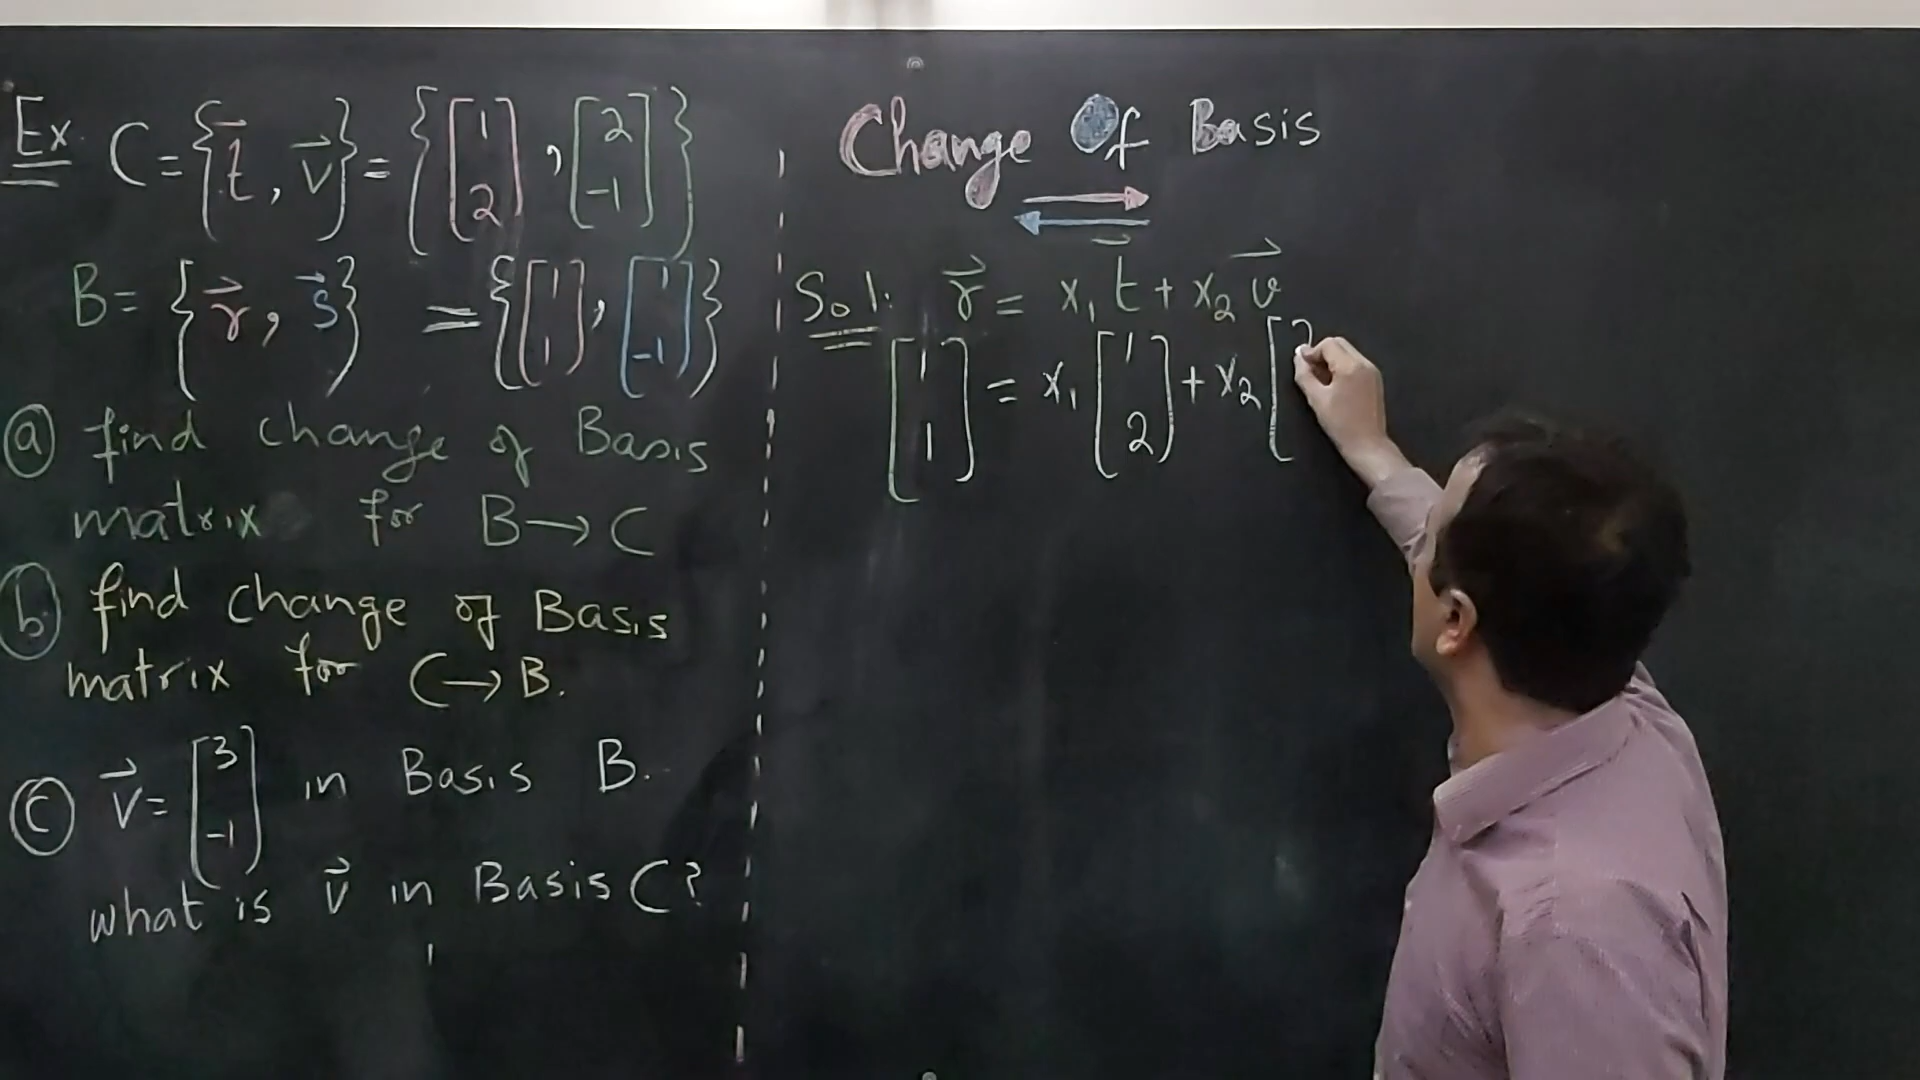 Ex. C = { t⃗, v⃗ } = { [1 2], [2 -1] }
B = { r⃗, s⃗ } = { [1 1], [1 -1] }
ⓐ find change of Basis
matrix for B → C
ⓑ find change of Basis
matrix for C → B.
ⓒ v⃗ = [3 -1] in Basis B.
what is v⃗ in Basis C?
Change Of Basis
Sol: r⃗ = x₁ t⃗ + x₂ v⃗
[1 1] = x₁ [1 2] + x₂ [2